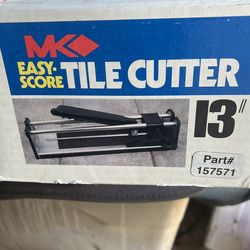 MK
EASY-SCORE TILE CUTTER
13"
Part#
157571